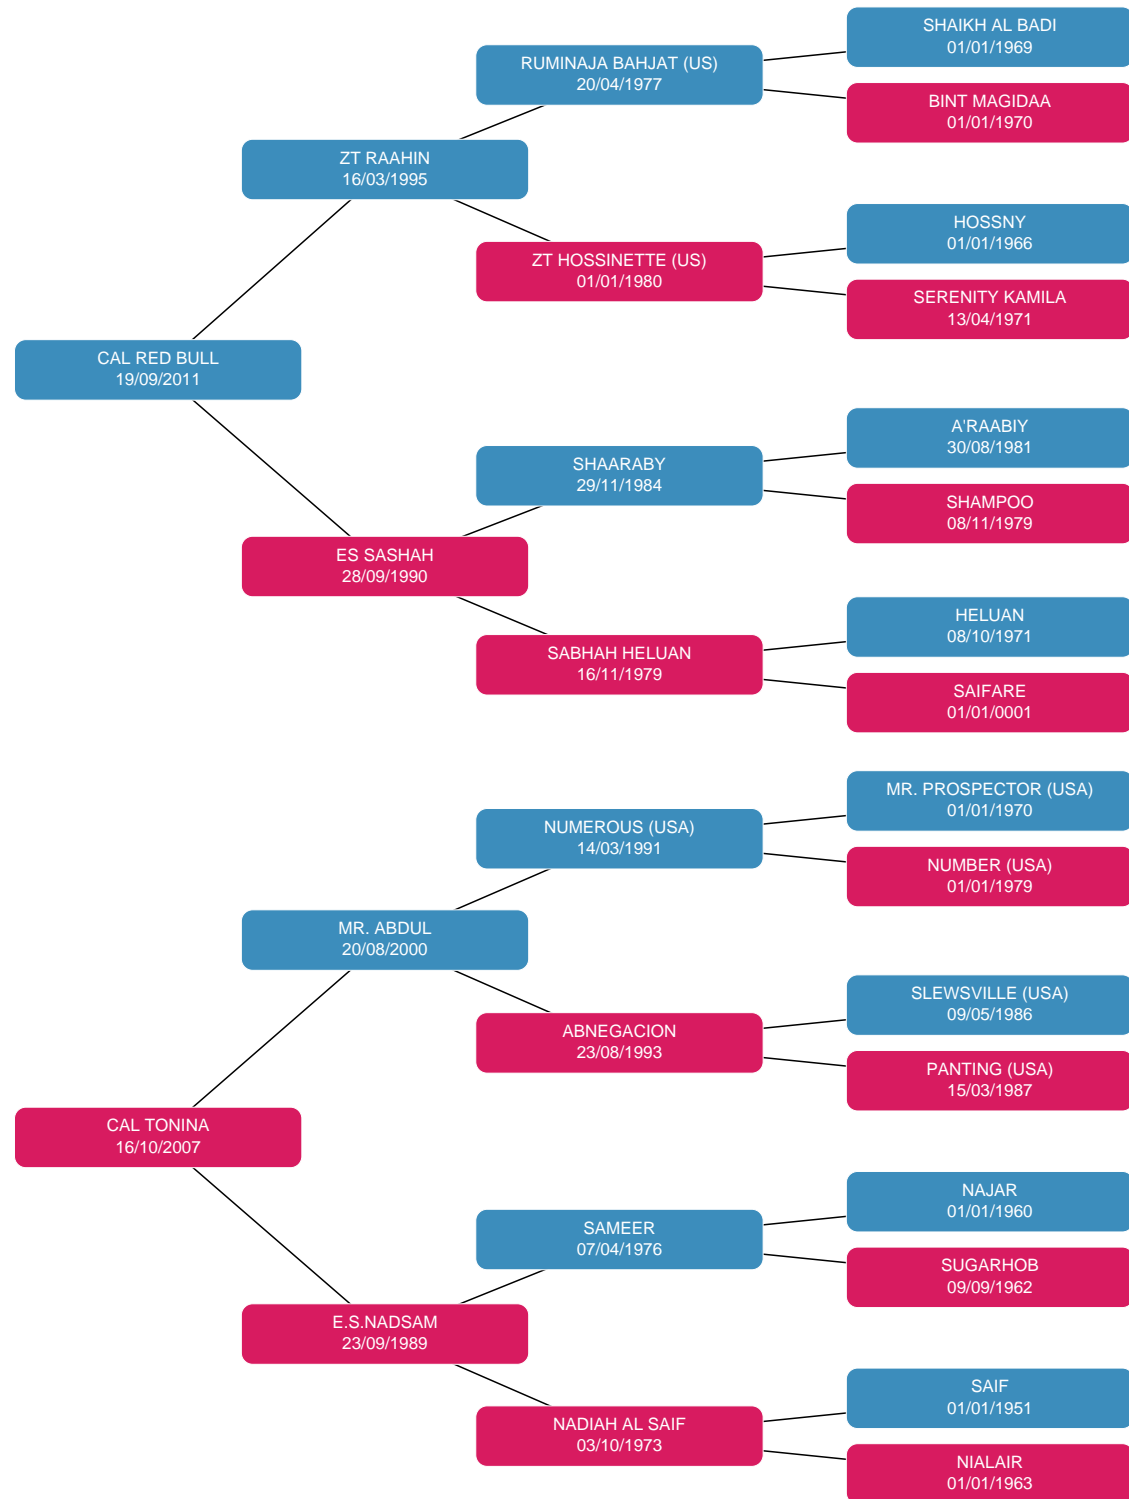 SHAIKH AL BADI
01/01/1969
RUMINAJA BAHJAT (US)
20/04/1977
BINT MAGIDAA
01/01/1970
ZT RAAHIN
16/03/1995
HOSSNY
01/01/1966
ZT HOSSINETTE (US)
01/01/1980
SERENITY KAMILA
13/04/1971
CAL RED BULL
19/09/2011
A'RAABIY
30/08/1981
SHAARABY
29/11/1984
SHAMPOO
08/11/1979
ES SASHAH
28/09/1990
HELUAN
08/10/1971
SABHAH HELUAN
16/11/1979
SAIFARE
01/01/0001
MR. PROSPECTOR (USA)
01/01/1970
NUMEROUS (USA)
14/03/1991
NUMBER (USA)
01/01/1979
MR. ABDUL
20/08/2000
SLEWSVILLE (USA)
09/05/1986
ABNEGACION
23/08/1993
PANTING (USA)
15/03/1987
CAL TONINA
16/10/2007
NAJAR
01/01/1960
SAMEER
07/04/1976
SUGARHOB
09/09/1962
E.S.NADSAM
23/09/1989
SAIF
01/01/1951
NADIAH AL SAIF
03/10/1973
NIALAIR
01/01/1963